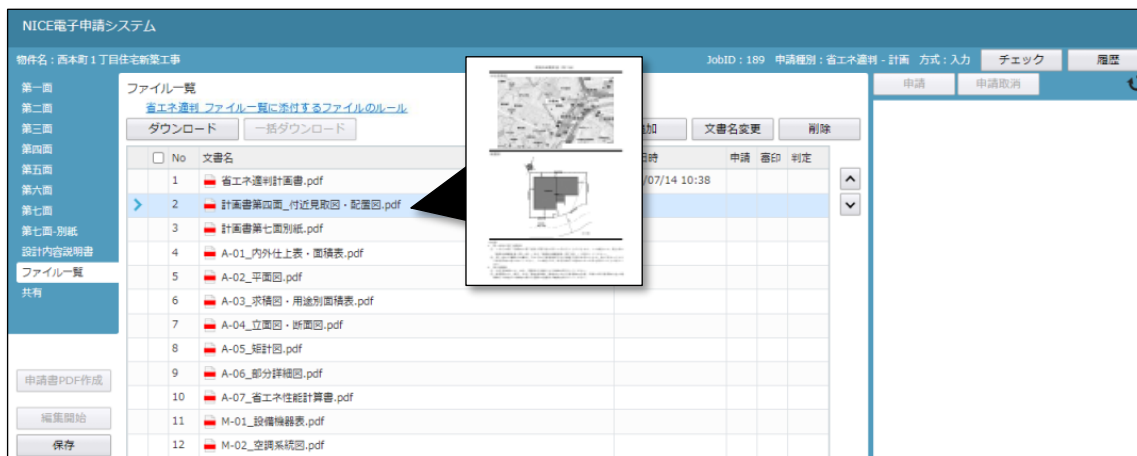 NICE電子申請システム
物件名：西本町１丁目住宅新築工事
JobID：189 申請種別：省エネ適判 - 計画 方式：入力 チェック 履歴
第一面
第二面
第三面
第四面
第五面
第六面
第七面
第七面-別紙
設計内容説明書
ファイル一覧
共有
申請書PDF作成
編集開始
保存
ファイル一覧
省エネ適判 ファイル一覧に添付するファイルのルール
ダウンロード 一括ダウンロード 加 文書名変更 削除
No 文書名 日時 申請 審印 判定
1 省エネ適判計画書.pdf /07/14 10:38
2 計画書第四面_付近見取図・配置図.pdf
3 計画書第七面別紙.pdf
4 A-01_内外仕上表・面積表.pdf
5 A-02_平面図.pdf
6 A-03_求積図・用途別面積表.pdf
7 A-04_立面図・断面図.pdf
8 A-05_矩計図.pdf
9 A-06_部分詳細図.pdf
10 A-07_省エネ性能計算書.pdf
11 M-01_設備機器表.pdf
12 M-02_空調系統図.pdf
申請 申請取消